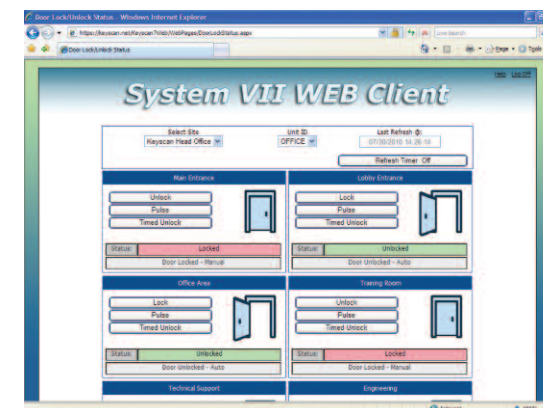 Door Lock/Unlock Status - Windows Internet Explorer
https://keyscan.net/Keyscan7Web/WebPages/DoorLockStatus.aspx
Live Search
Door Lock/Unlock Status
Page
Tools
Help Log Off
System VII WEB Client
Select Site Unit ID: Last Refresh @:
Keyscan Head Office OFFICE 07/20/2010 14:26:14
Refresh Timer Off
Main Entrance Lobby Entrance
Unlock Lock
Pulse Pulse
Timed Unlock Timed Unlock
Status: Locked Status: Unlocked
Door Locked - Manual Door Unlocked - Auto
Office Area Training Room
Lock Unlock
Pulse Pulse
Timed Unlock Timed Unlock
Status: Unlocked Status: Locked
Door Unlocked - Auto Door Locked - Manual
Technical Support Engineering